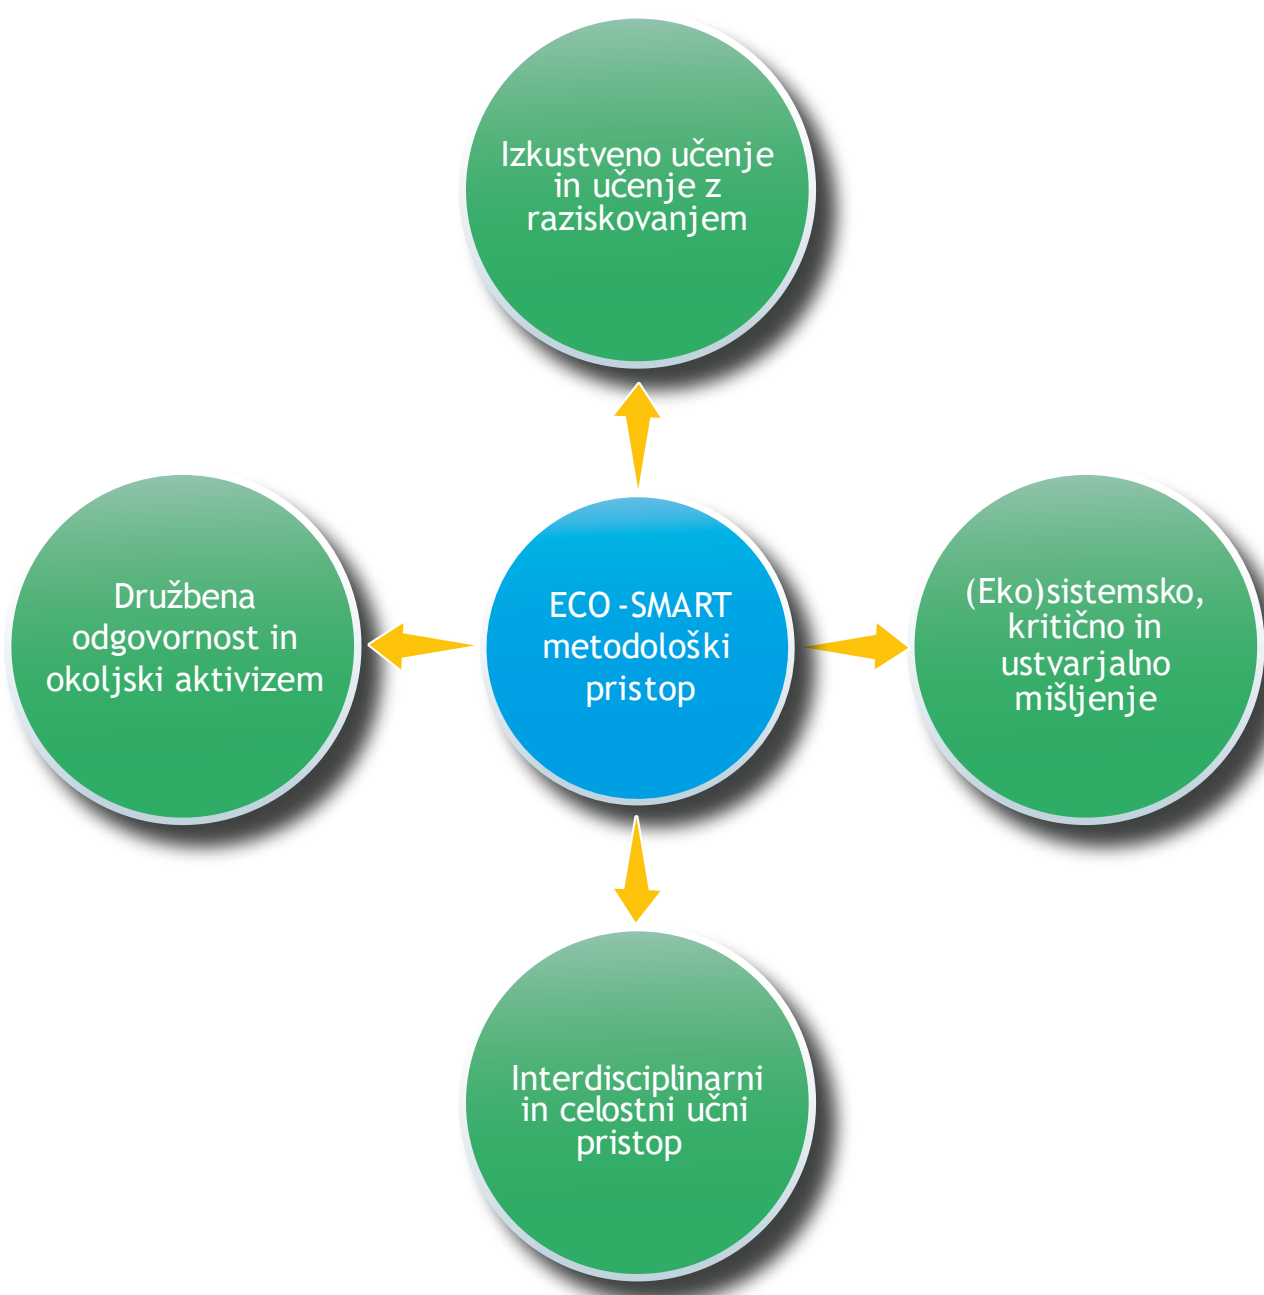 Izkustveno učenje
in učenje z
raziskovanjem
Družbena
odgovornost in
okoljski aktivizem
ECO -SMART
metodološki
pristop
(Eko)sistemsko,
kritično in
ustvarjalno
mišljenje
Interdisciplinarni
in celostni učni
pristop